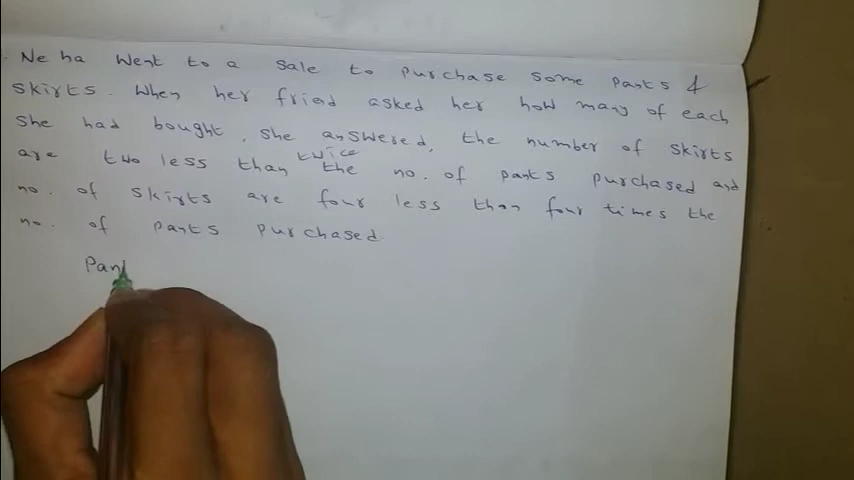 Neha went to a sale to purchase some pants &
skirts. When her friend asked her how many of each
she had bought, she answered, the number of skirts
are two less than twice the no. of pants purchased and
no. of skirts are four less than four times the
no. of pants purchased.
Pan